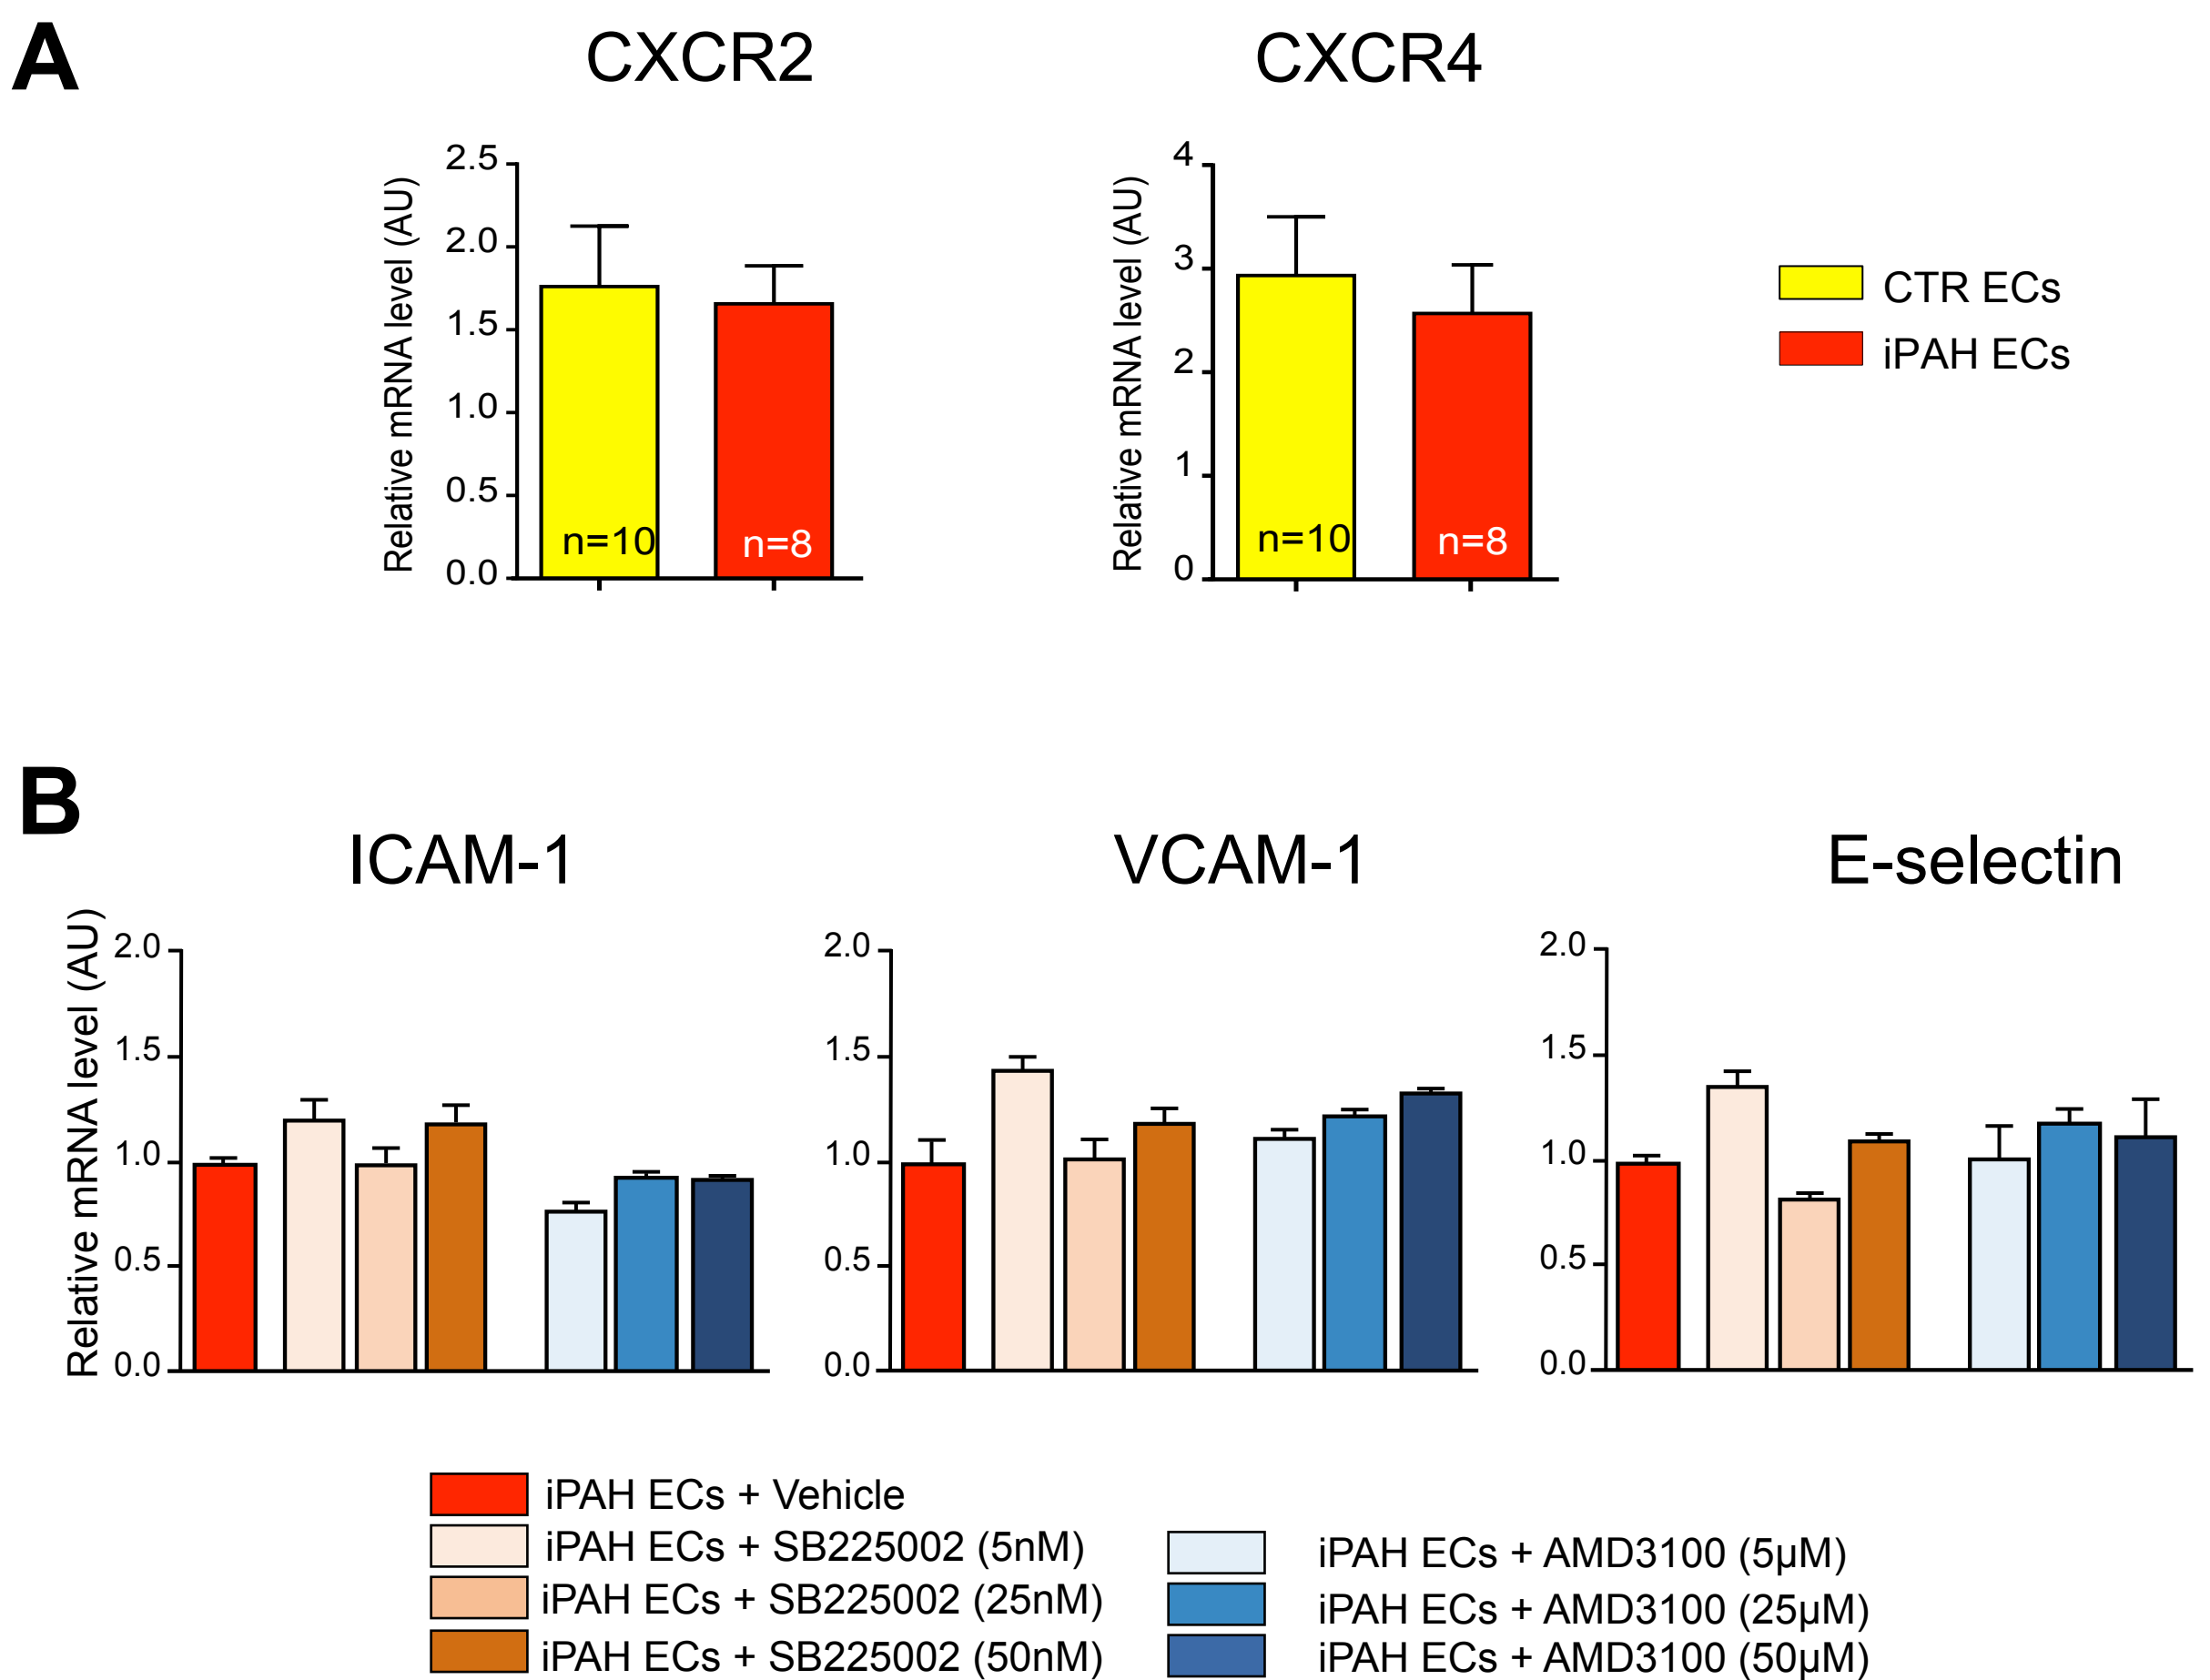 A
CXCR2
CXCR4
Relative mRNA level (AU)
2.5
2.0
1.5
1.0
0.5
0.0
n=10
n=8
Relative mRNA level (AU)
4
3
2
1
0
n=10
n=8
CTR ECs
iPAH ECs
B
ICAM-1
VCAM-1
E-selectin
Relative mRNA level (AU)
2.0
1.5
1.0
0.5
0.0
2.0
1.5
1.0
0.5
0.0
2.0
1.5
1.0
0.5
0.0
iPAH ECs + Vehicle
iPAH ECs + SB225002 (5nM)
iPAH ECs + SB225002 (25nM)
iPAH ECs + SB225002 (50nM)
iPAH ECs + AMD3100 (5µM)
iPAH ECs + AMD3100 (25µM)
iPAH ECs + AMD3100 (50µM)